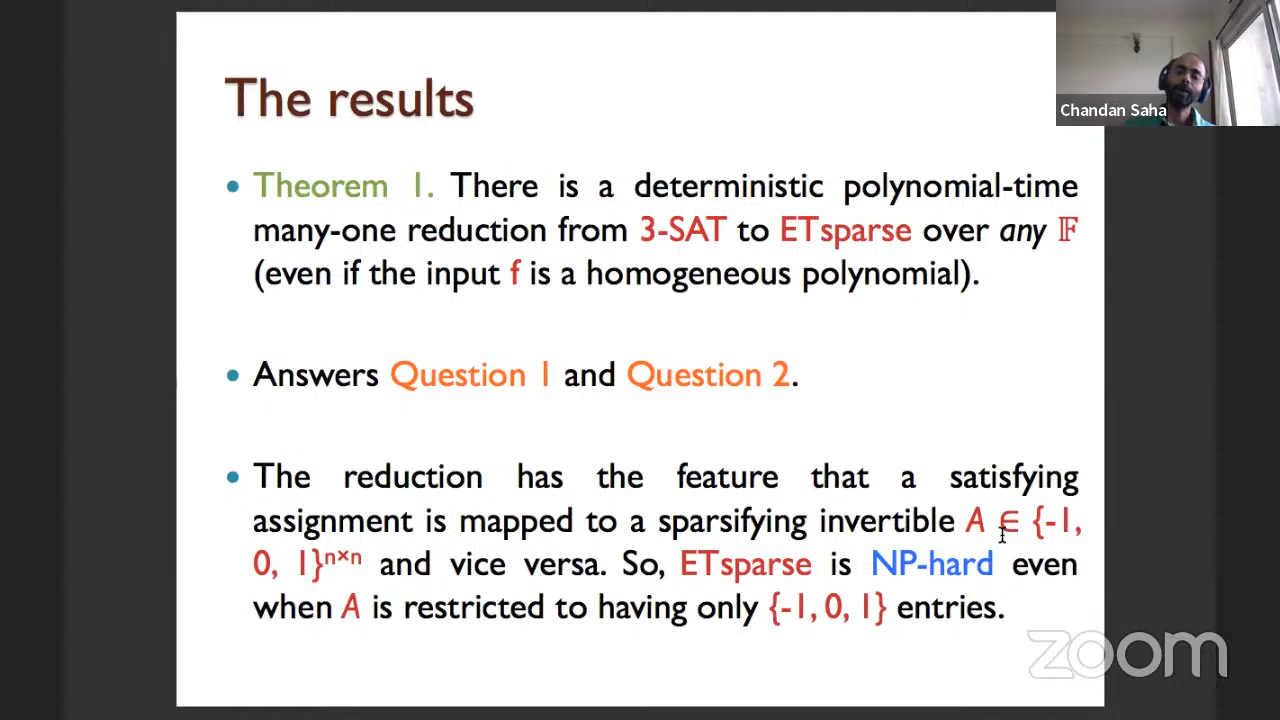 The results
Chandan Saha
• Theorem 1. There is a deterministic polynomial-time
many-one reduction from 3-SAT to ETsparse over any 𝔽
(even if the input f is a homogeneous polynomial).
• Answers Question 1 and Question 2.
• The reduction has the feature that a satisfying
assignment is mapped to a sparsifying invertible A ∈ {-1,
0, 1}ⁿˣⁿ and vice versa. So, ETsparse is NP-hard even
when A is restricted to having only {-1, 0, 1} entries.
zoom